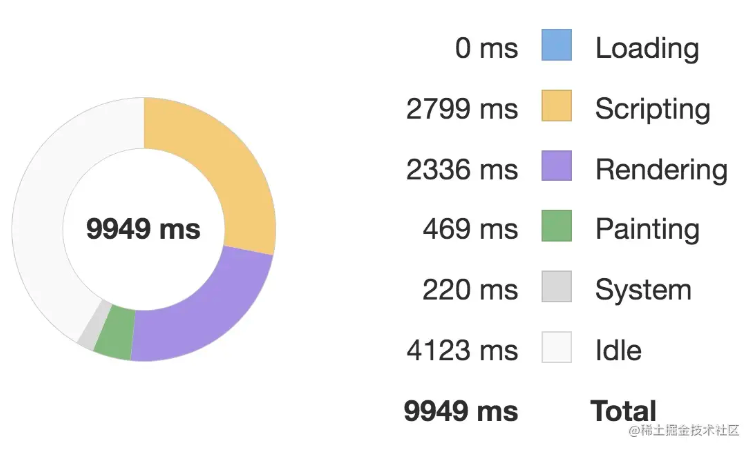 9949 ms
0 ms Loading
2799 ms Scripting
2336 ms Rendering
469 ms Painting
220 ms System
4123 ms Idle
9949 ms Total
@稀土掘金技术社区